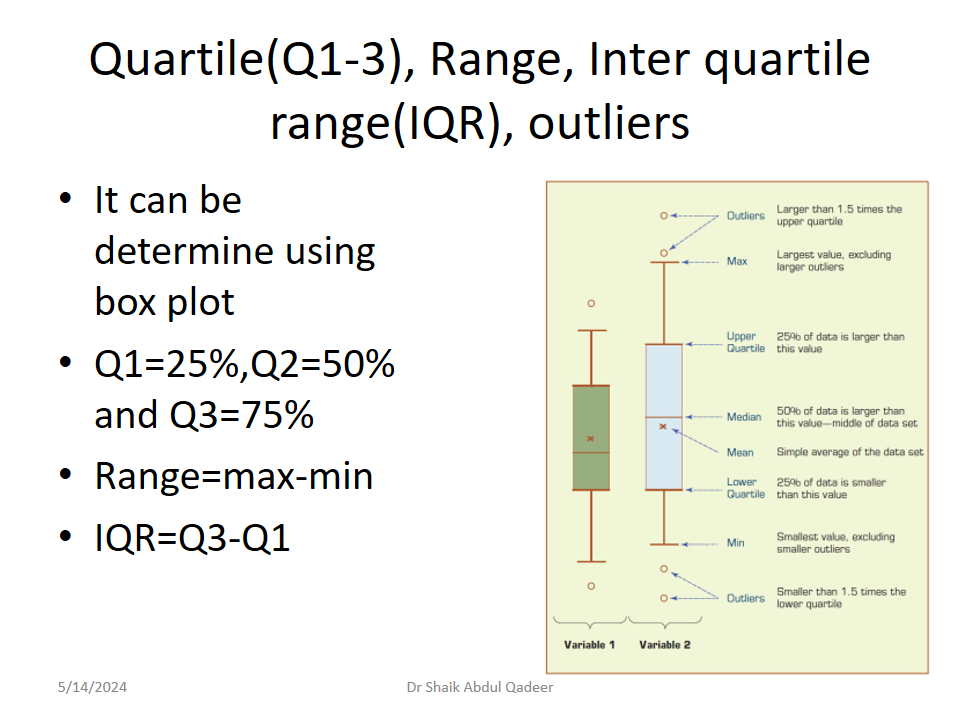 Quartile(Q1-3), Range, Inter quartile
range(IQR), outliers
• It can be
determine using
box plot
• Q1=25%,Q2=50%
and Q3=75%
• Range=max-min
• IQR=Q3-Q1
Outliers
Larger than 1.5 times the
upper quartile
Max
Largest value, excluding
larger outliers
Upper
Quartile
25% of data is larger than
this value
Median
50% of data is larger than
this value—middle of data set
Mean
Simple average of the data set
Lower
Quartile
25% of data is smaller
than this value
Min
Smallest value, excluding
smaller outliers
Outliers
Smaller than 1.5 times the
lower quartile
Variable 1
Variable 2
5/14/2024
Dr Shaik Abdul Qadeer